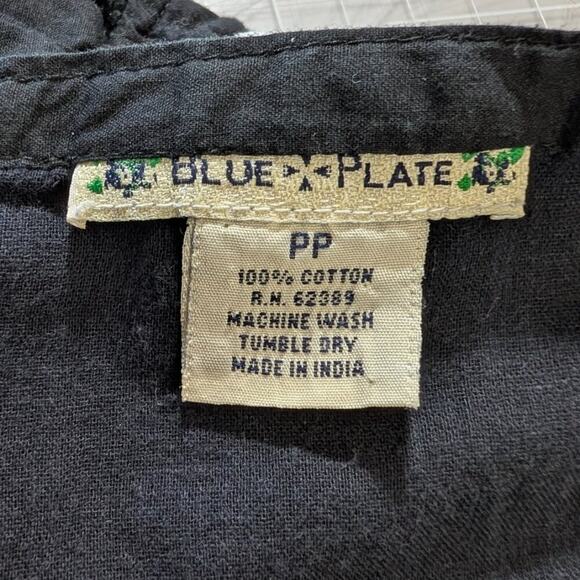 BLUE PLATE
PP
100% COTTON
R.N. 62389
MACHINE WASH
TUMBLE DRY
MADE IN INDIA